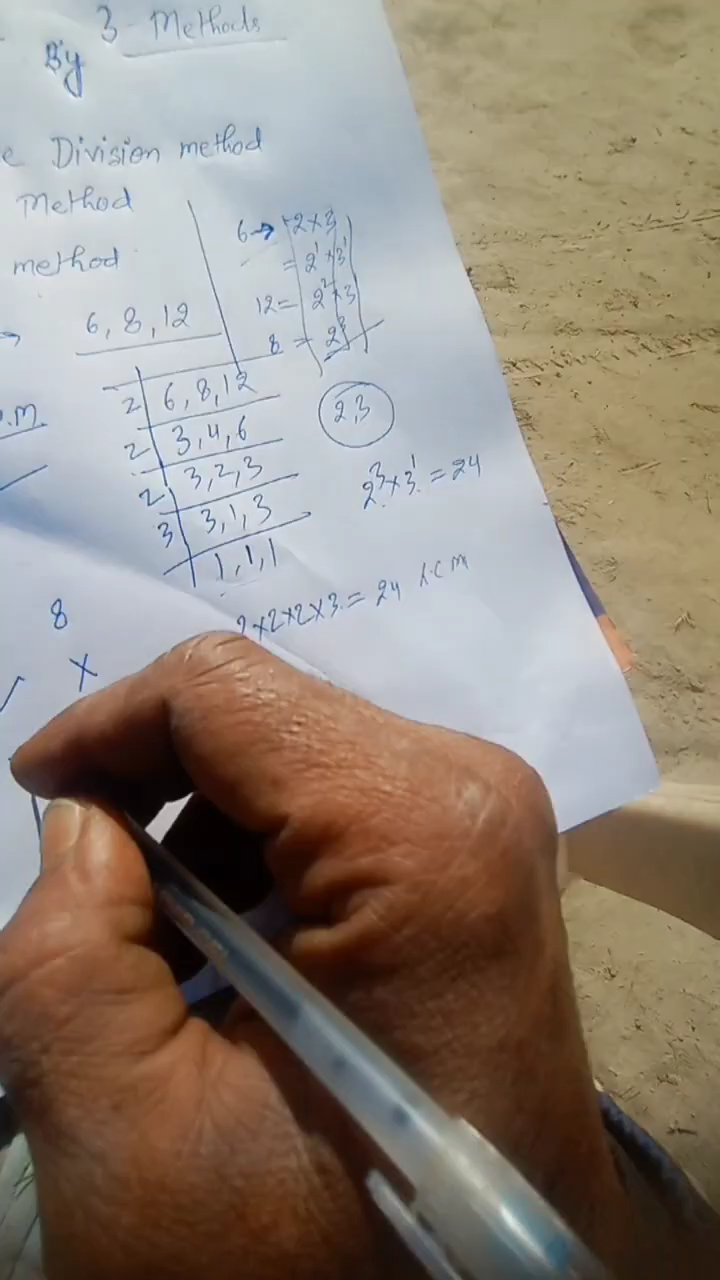 3 - Methods
By
e Division method
Method
method
6 → 2 × 3
= 2¹ × 3¹
12 = 2² × 3
8 = 2³
6, 8, 12
2 | 6, 8, 12
2 | 3, 4, 6
2 | 3, 2, 3
3 | 3, 1, 3
1, 1, 1
2, 3
2³ × 3¹ = 24
2 × 2 × 2 × 3 = 24 L.C M
.M
8
×